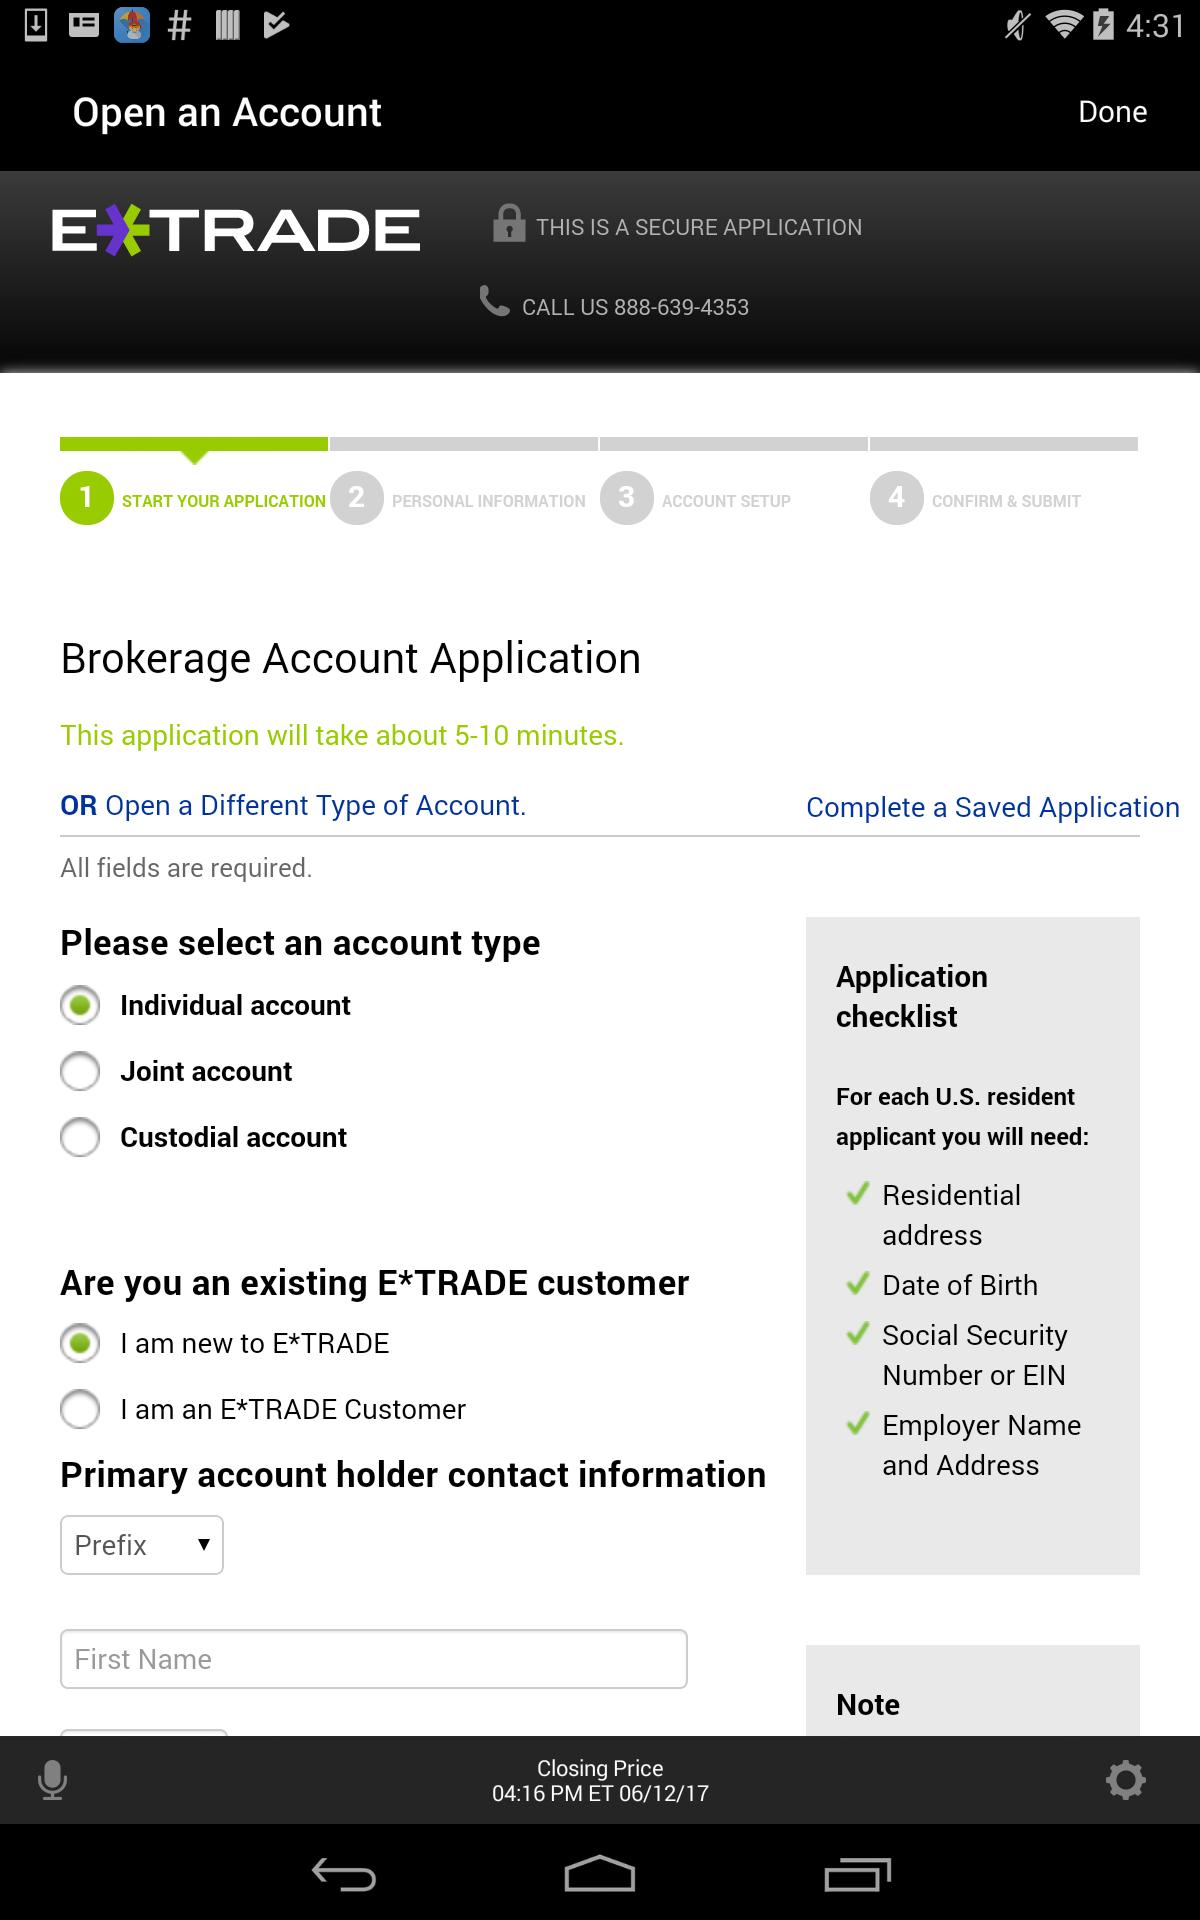 4:31
Open an Account
Done
E*TRADE
THIS IS A SECURE APPLICATION
CALL US 888-639-4353
1 START YOUR APPLICATION
2 PERSONAL INFORMATION
3 ACCOUNT SETUP
4 CONFIRM & SUBMIT
Brokerage Account Application
This application will take about 5-10 minutes.
OR Open a Different Type of Account.
Complete a Saved Application
All fields are required.
Please select an account type
Individual account
Joint account
Custodial account
Are you an existing E*TRADE customer
I am new to E*TRADE
I am an E*TRADE Customer
Primary account holder contact information
Prefix
First Name
Application
checklist
For each U.S. resident
applicant you will need:
Residential
address
Date of Birth
Social Security
Number or EIN
Employer Name
and Address
Note
Closing Price
04:16 PM ET 06/12/17